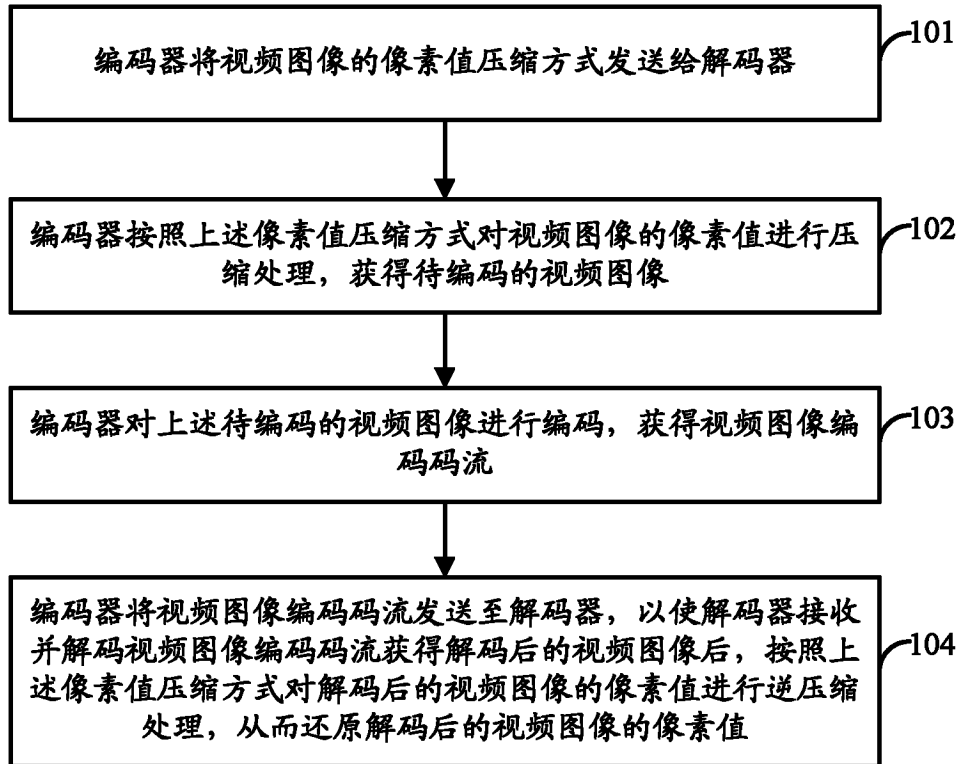 编码器将视频图像的像素值压缩方式发送给解码器
101
编码器按照上述像素值压缩方式对视频图像的像素值进行压
缩处理，获得待编码的视频图像
102
编码器对上述待编码的视频图像进行编码，获得视频图像编
码码流
103
编码器将视频图像编码码流发送至解码器，以使解码器接收
并解码视频图像编码码流获得解码后的视频图像后，按照上
述像素值压缩方式对解码后的视频图像的像素值进行逆压缩
处理，从而还原解码后的视频图像的像素值
104